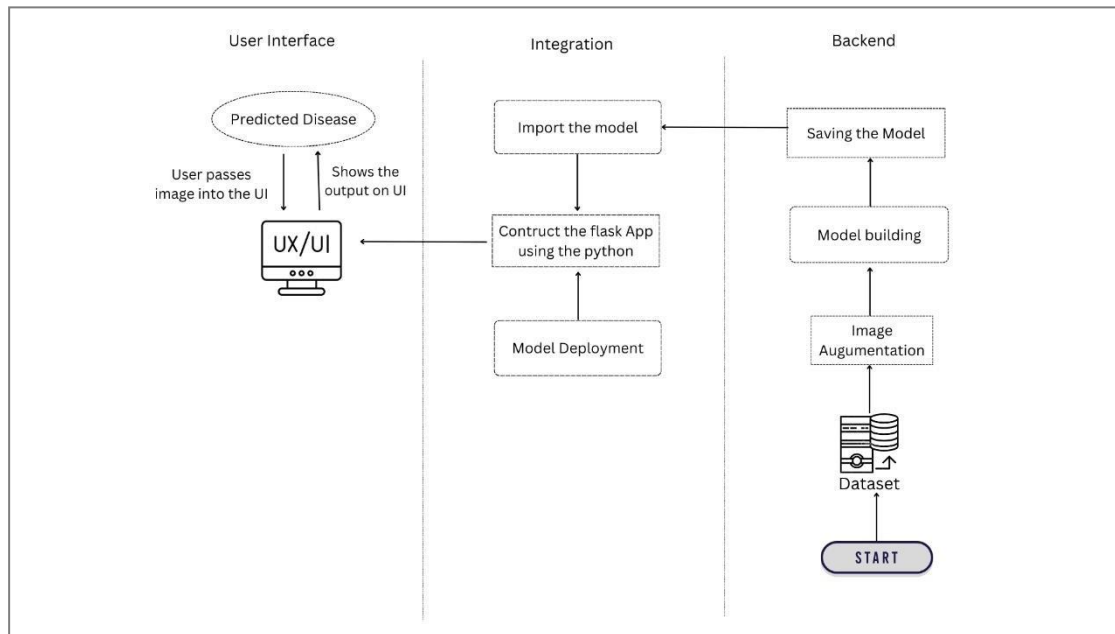 User Interface
Integration
Backend
Predicted Disease
User passes
image into the UI
Shows the
output on UI
UX/UI
Import the model
Contruct the flask App
using the python
Model Deployment
Saving the Model
Model building
Image
Augumentation
Dataset
START